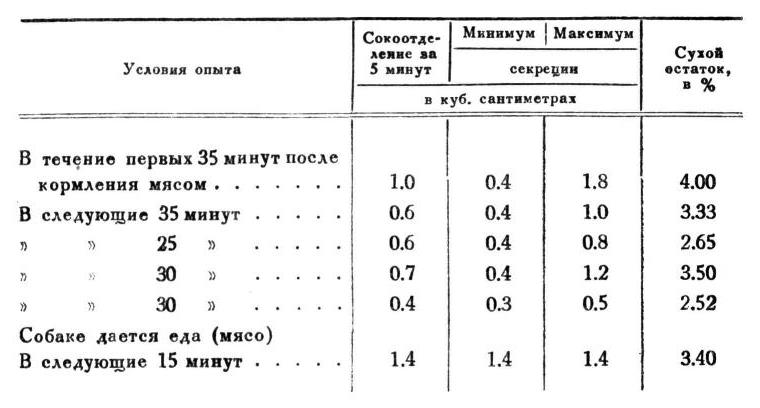 Условия опыта | Сокоотделение за 5 минут | Минимум | Максимум | Сухой остаток, в %
секреции
в куб. сантиметрах
В течение первых 35 минут после
кормления мясом . . . . . . . 1.0 0.4 1.8 4.00
В следующие 35 минут . . . . . 0.6 0.4 1.0 3.33
» » 25 » . . . . . 0.6 0.4 0.8 2.65
» » 30 » . . . . . 0.7 0.4 1.2 3.50
» » 30 » . . . . . 0.4 0.3 0.5 2.52
Собаке дается еда (мясо)
В следующие 15 минут . . . . . 1.4 1.4 1.4 3.40